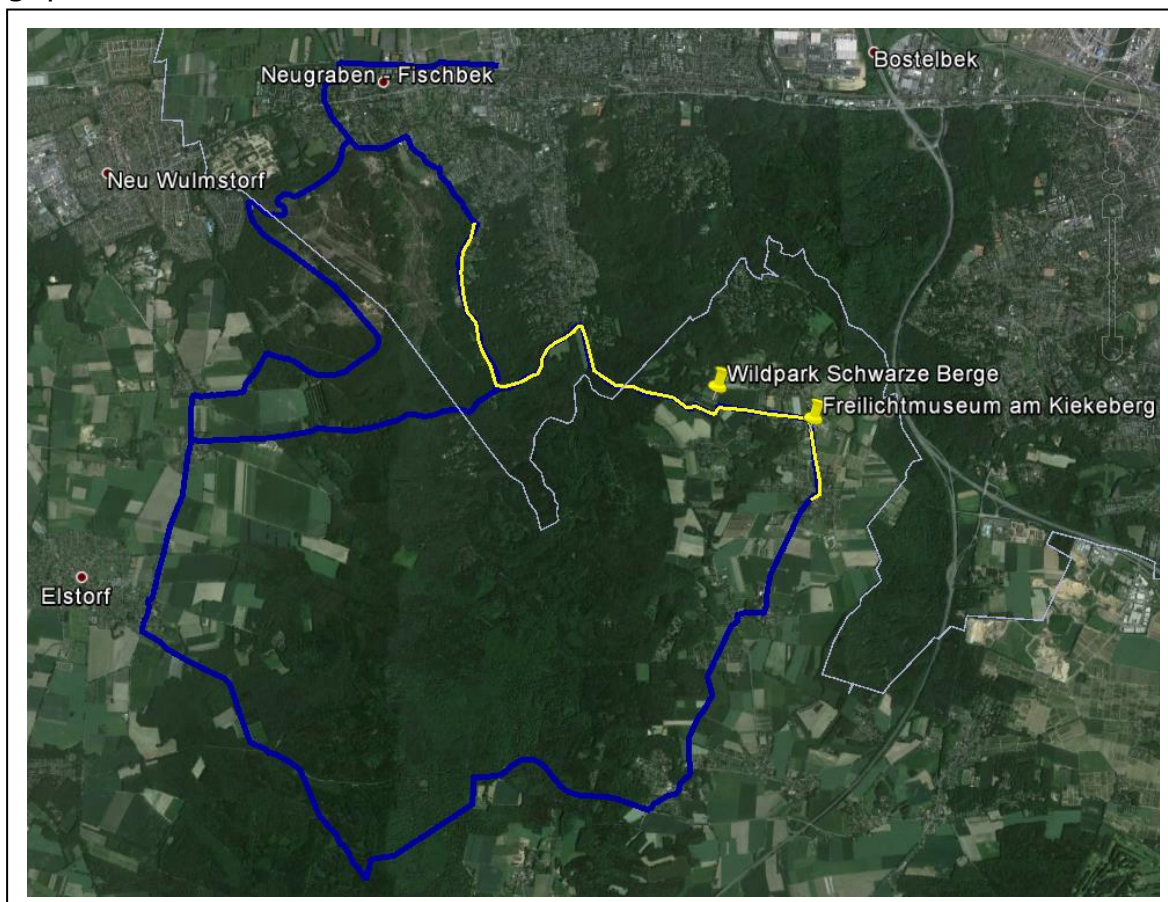 Bostelbek
Neugraben - Fischbek
Neu Wulmstorf
Wildpark Schwarze Berge
Freilichtmuseum am Kiekeberg
Elstorf